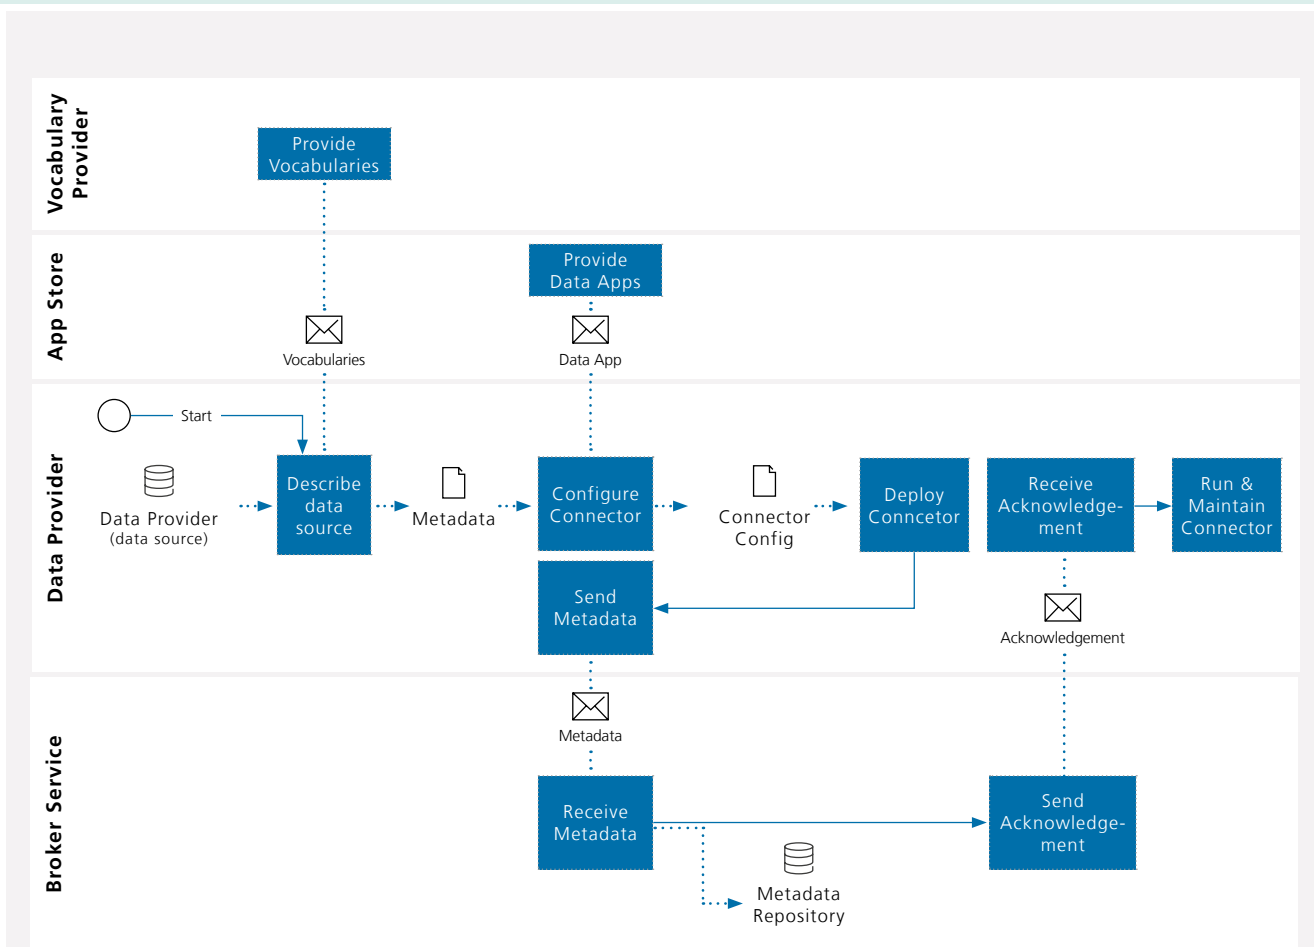 Vocabulary
Provider
Provide
Vocabularies
App Store
Provide
Data Apps
Vocabularies
Data App
Data Provider
Start
Data Provider
(data source)
Describe
data
source
Metadata
Configure
Connector
Connector
Config
Deploy
Conncetor
Receive
Acknowledge-
ment
Run &
Maintain
Connector
Send
Metadata
Acknowledgement
Broker Service
Metadata
Receive
Metadata
Send
Acknowledge-
ment
Metadata
Repository